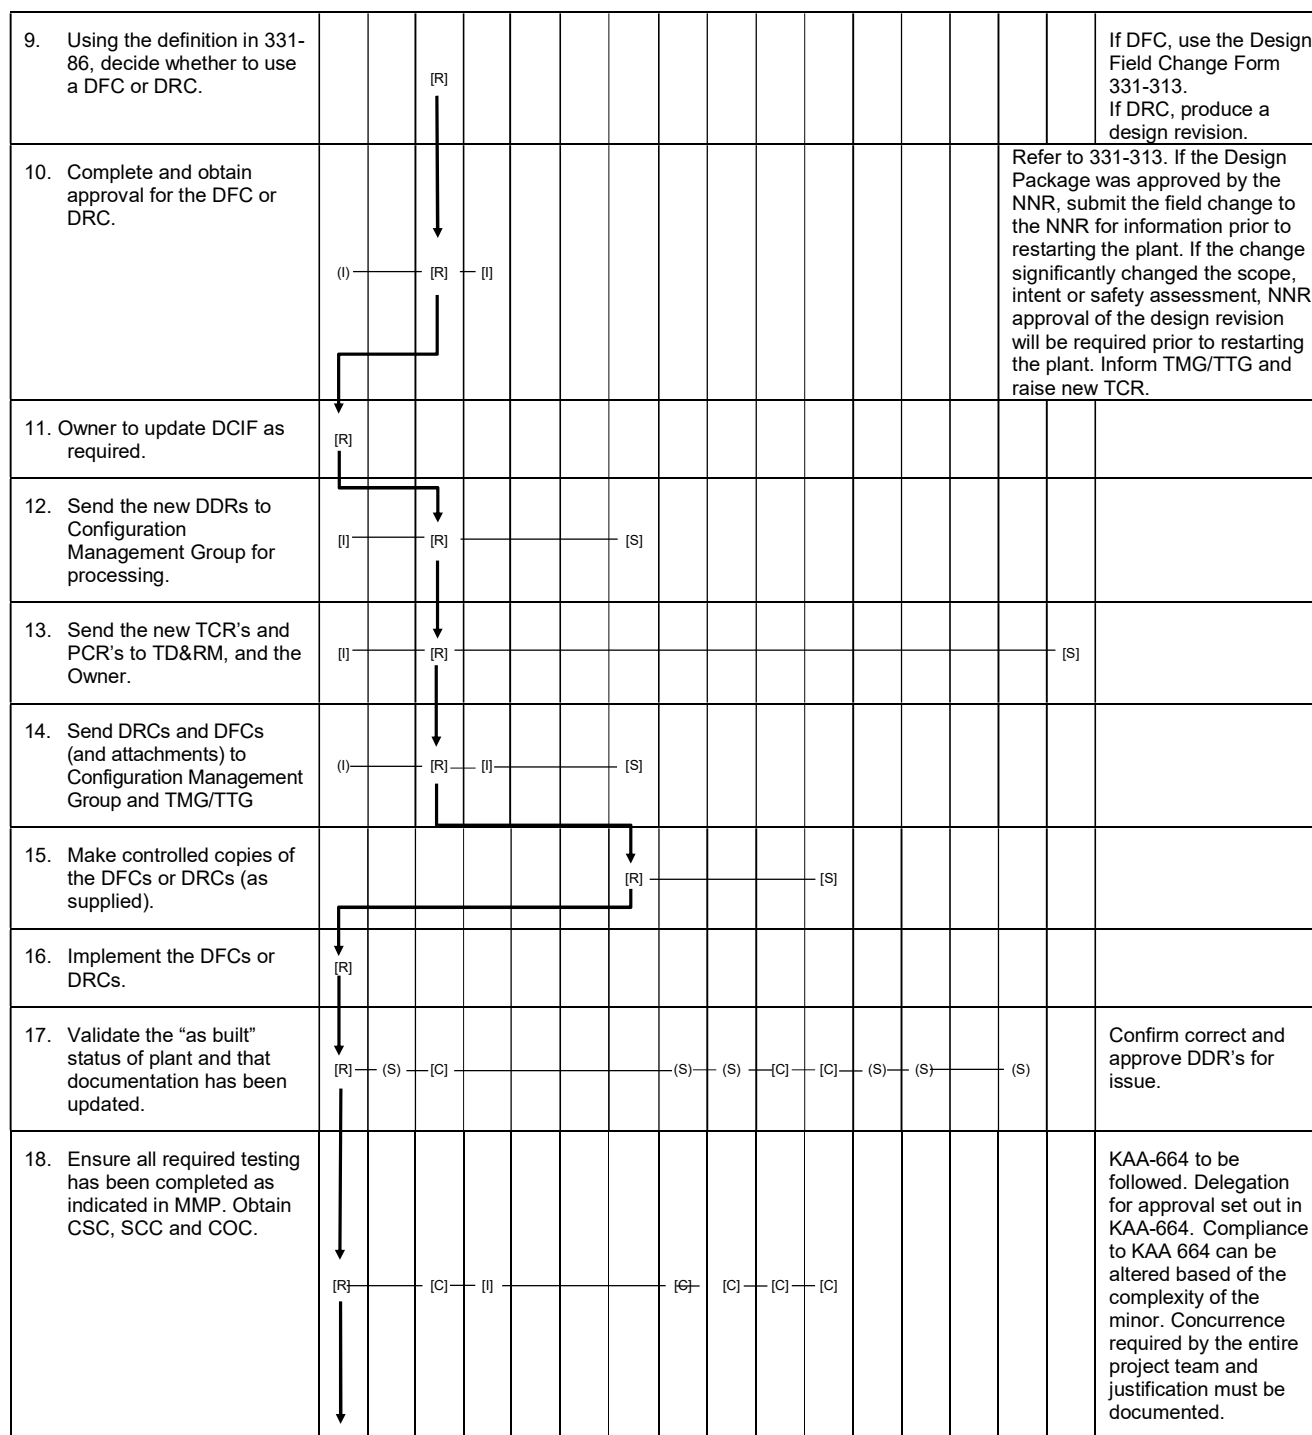 9. Using the definition in 331-
86, decide whether to use
a DFC or DRC.
[R]
If DFC, use the Design
Field Change Form
331-313.
If DRC, produce a
design revision.
10. Complete and obtain
approval for the DFC or
DRC.
(I) [R] [I]
Refer to 331-313. If the Design
Package was approved by the
NNR, submit the field change to
the NNR for information prior to
restarting the plant. If the change
significantly changed the scope,
intent or safety assessment, NNR
approval of the design revision
will be required prior to restarting
the plant. Inform TMG/TTG and
raise new TCR.
11. Owner to update DCIF as
required.
[R]
12. Send the new DDRs to
Configuration
Management Group for
processing.
[I] [R] [S]
13. Send the new TCR's and
PCR's to TD&RM, and the
Owner.
[I] [R] [S]
14. Send DRCs and DFCs
(and attachments) to
Configuration Management
Group and TMG/TTG
(I) [R] [I] [S]
15. Make controlled copies of
the DFCs or DRCs (as
supplied).
[R] [S]
16. Implement the DFCs or
DRCs.
[R]
17. Validate the “as built”
status of plant and that
documentation has been
updated.
[R] (S) [C] (S) (S) [C] [C] (S) (S) (S)
Confirm correct and
approve DDR's for
issue.
18. Ensure all required testing
has been completed as
indicated in MMP. Obtain
CSC, SCC and COC.
[R] [C] [I] [C] [C] [C] [C]
KAA-664 to be
followed. Delegation
for approval set out in
KAA-664. Compliance
to KAA 664 can be
altered based of the
complexity of the
minor. Concurrence
required by the entire
project team and
justification must be
documented.